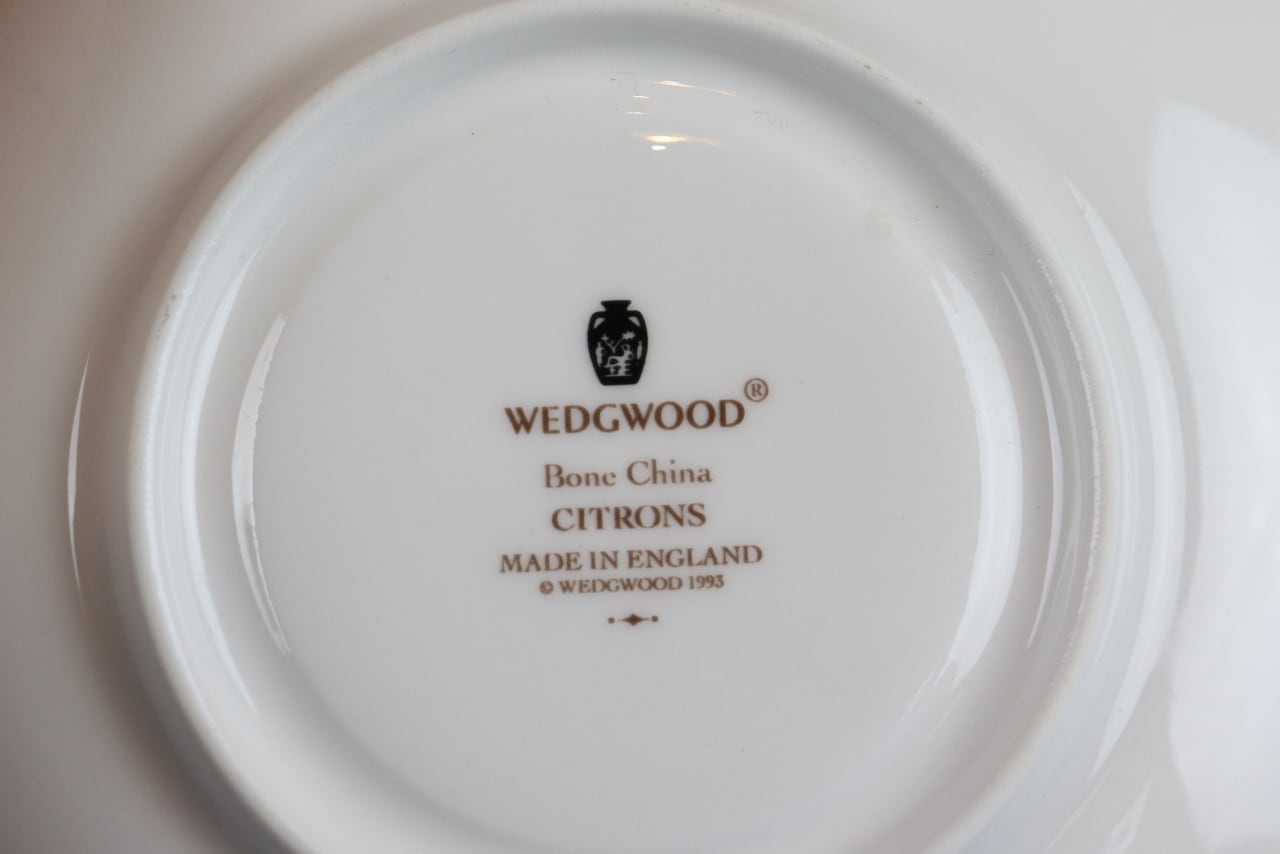 WEDGWOOD®
Bone China
CITRONS
MADE IN ENGLAND
© WEDGWOOD 1993